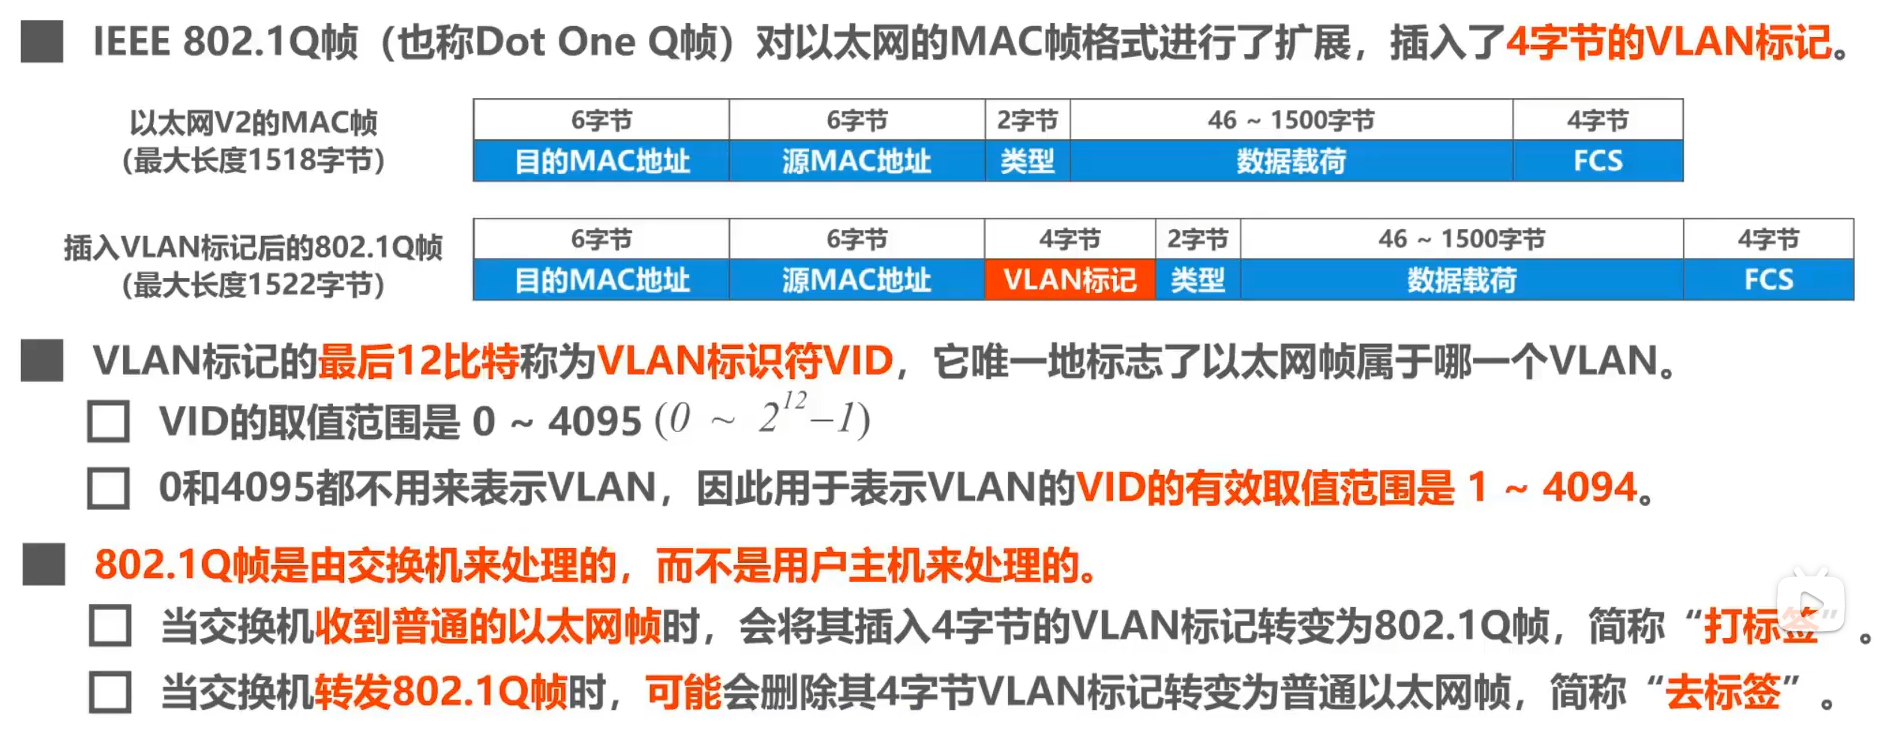 IEEE 802.1Q帧（也称Dot One Q帧）对以太网的MAC帧格式进行了扩展，插入了4字节的VLAN标记。
以太网V2的MAC帧
(最大长度1518字节)
6字节 6字节 2字节 46 ~ 1500字节 4字节
目的MAC地址 源MAC地址 类型 数据载荷 FCS
插入VLAN标记后的802.1Q帧
(最大长度1522字节)
6字节 6字节 4字节 2字节 46 ~ 1500字节 4字节
目的MAC地址 源MAC地址 VLAN标记 类型 数据载荷 FCS
VLAN标记的最后12比特称为VLAN标识符VID，它唯一地标志了以太网帧属于哪一个VLAN。
VID的取值范围是 0 ~ 4095 (0 ~ 2^12−1)
0和4095都不用来表示VLAN，因此用于表示VLAN的VID的有效取值范围是 1 ~ 4094。
802.1Q帧是由交换机来处理的，而不是用户主机来处理的。
当交换机收到普通的以太网帧时，会将其插入4字节的VLAN标记转变为802.1Q帧，简称“打标签”。
当交换机转发802.1Q帧时，可能会删除其4字节VLAN标记转变为普通以太网帧，简称“去标签”。